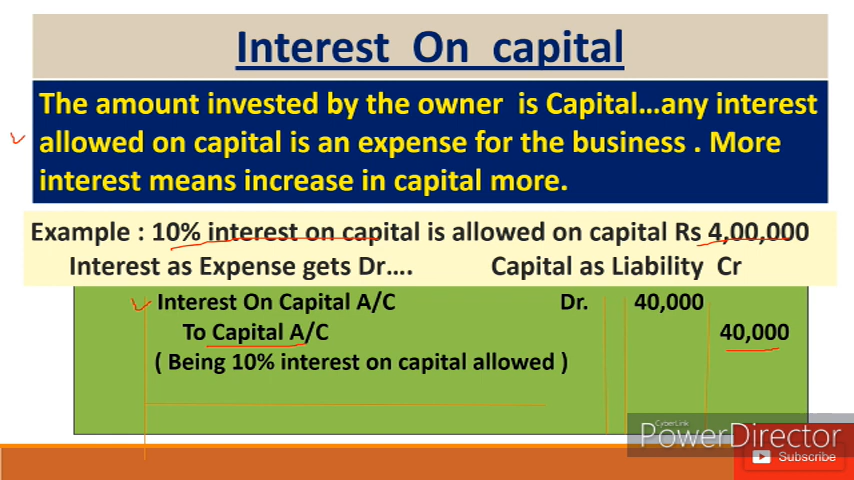 Interest On capital
The amount invested by the owner is Capital...any interest
allowed on capital is an expense for the business . More
interest means increase in capital more.
Example : 10% interest on capital is allowed on capital Rs 4,00,000
Interest as Expense gets Dr.... Capital as Liability Cr
Interest On Capital A/C Dr. 40,000
To Capital A/C 40,000
( Being 10% interest on capital allowed )
CyberLink
PowerDirector
Subscribe